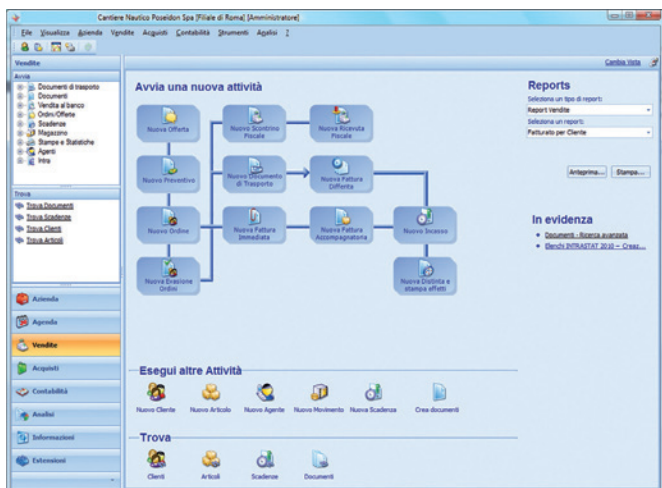 Cantiere Nautico Poseidon Spa [Filiale di Roma] [Amministratore]
File Visualizza Azienda Vendite Acquisti Contabilità Strumenti Analisi ?
Vendite
Cambia Vista
Avvia
Documenti di trasporto
Documenti
Vendita al banco
Ordini/Offerte
Scadenze
Magazzino
Stampe e Statistiche
Agenti
Intra
Trova
Trova Documenti
Trova Scadenze
Trova Clienti
Trova Articoli
Azienda
Agenda
Vendite
Acquisti
Contabilità
Analisi
Informazioni
Extensioni
Avvia una nuova attività
Nuova Offerta
Nuovo Scontrino Fiscale
Nuova Ricevuta Fiscale
Nuovo Preventivo
Nuovo Documento di Trasporto
Nuova Fattura Differita
Nuovo Ordine
Nuova Fattura Immediata
Nuova Fattura Accompagnatoria
Nuovo Incasso
Nuova Evasione Ordini
Nuova Distinta e stampa effetti
Esegui altre Attività
Nuovo Cliente
Nuovo Articolo
Nuovo Agente
Nuovo Movimento
Nuova Scadenza
Crea documenti
Trova
Clienti
Articoli
Scadenze
Documenti
Reports
Seleziona un tipo di report:
Report Vendite
Seleziona un report:
Fatturato per Cliente
Anteprima...
Stampa...
In evidenza
Documenti - Ricerca avanzata
Elenchi INTRASTAT 2010 – Creaz...